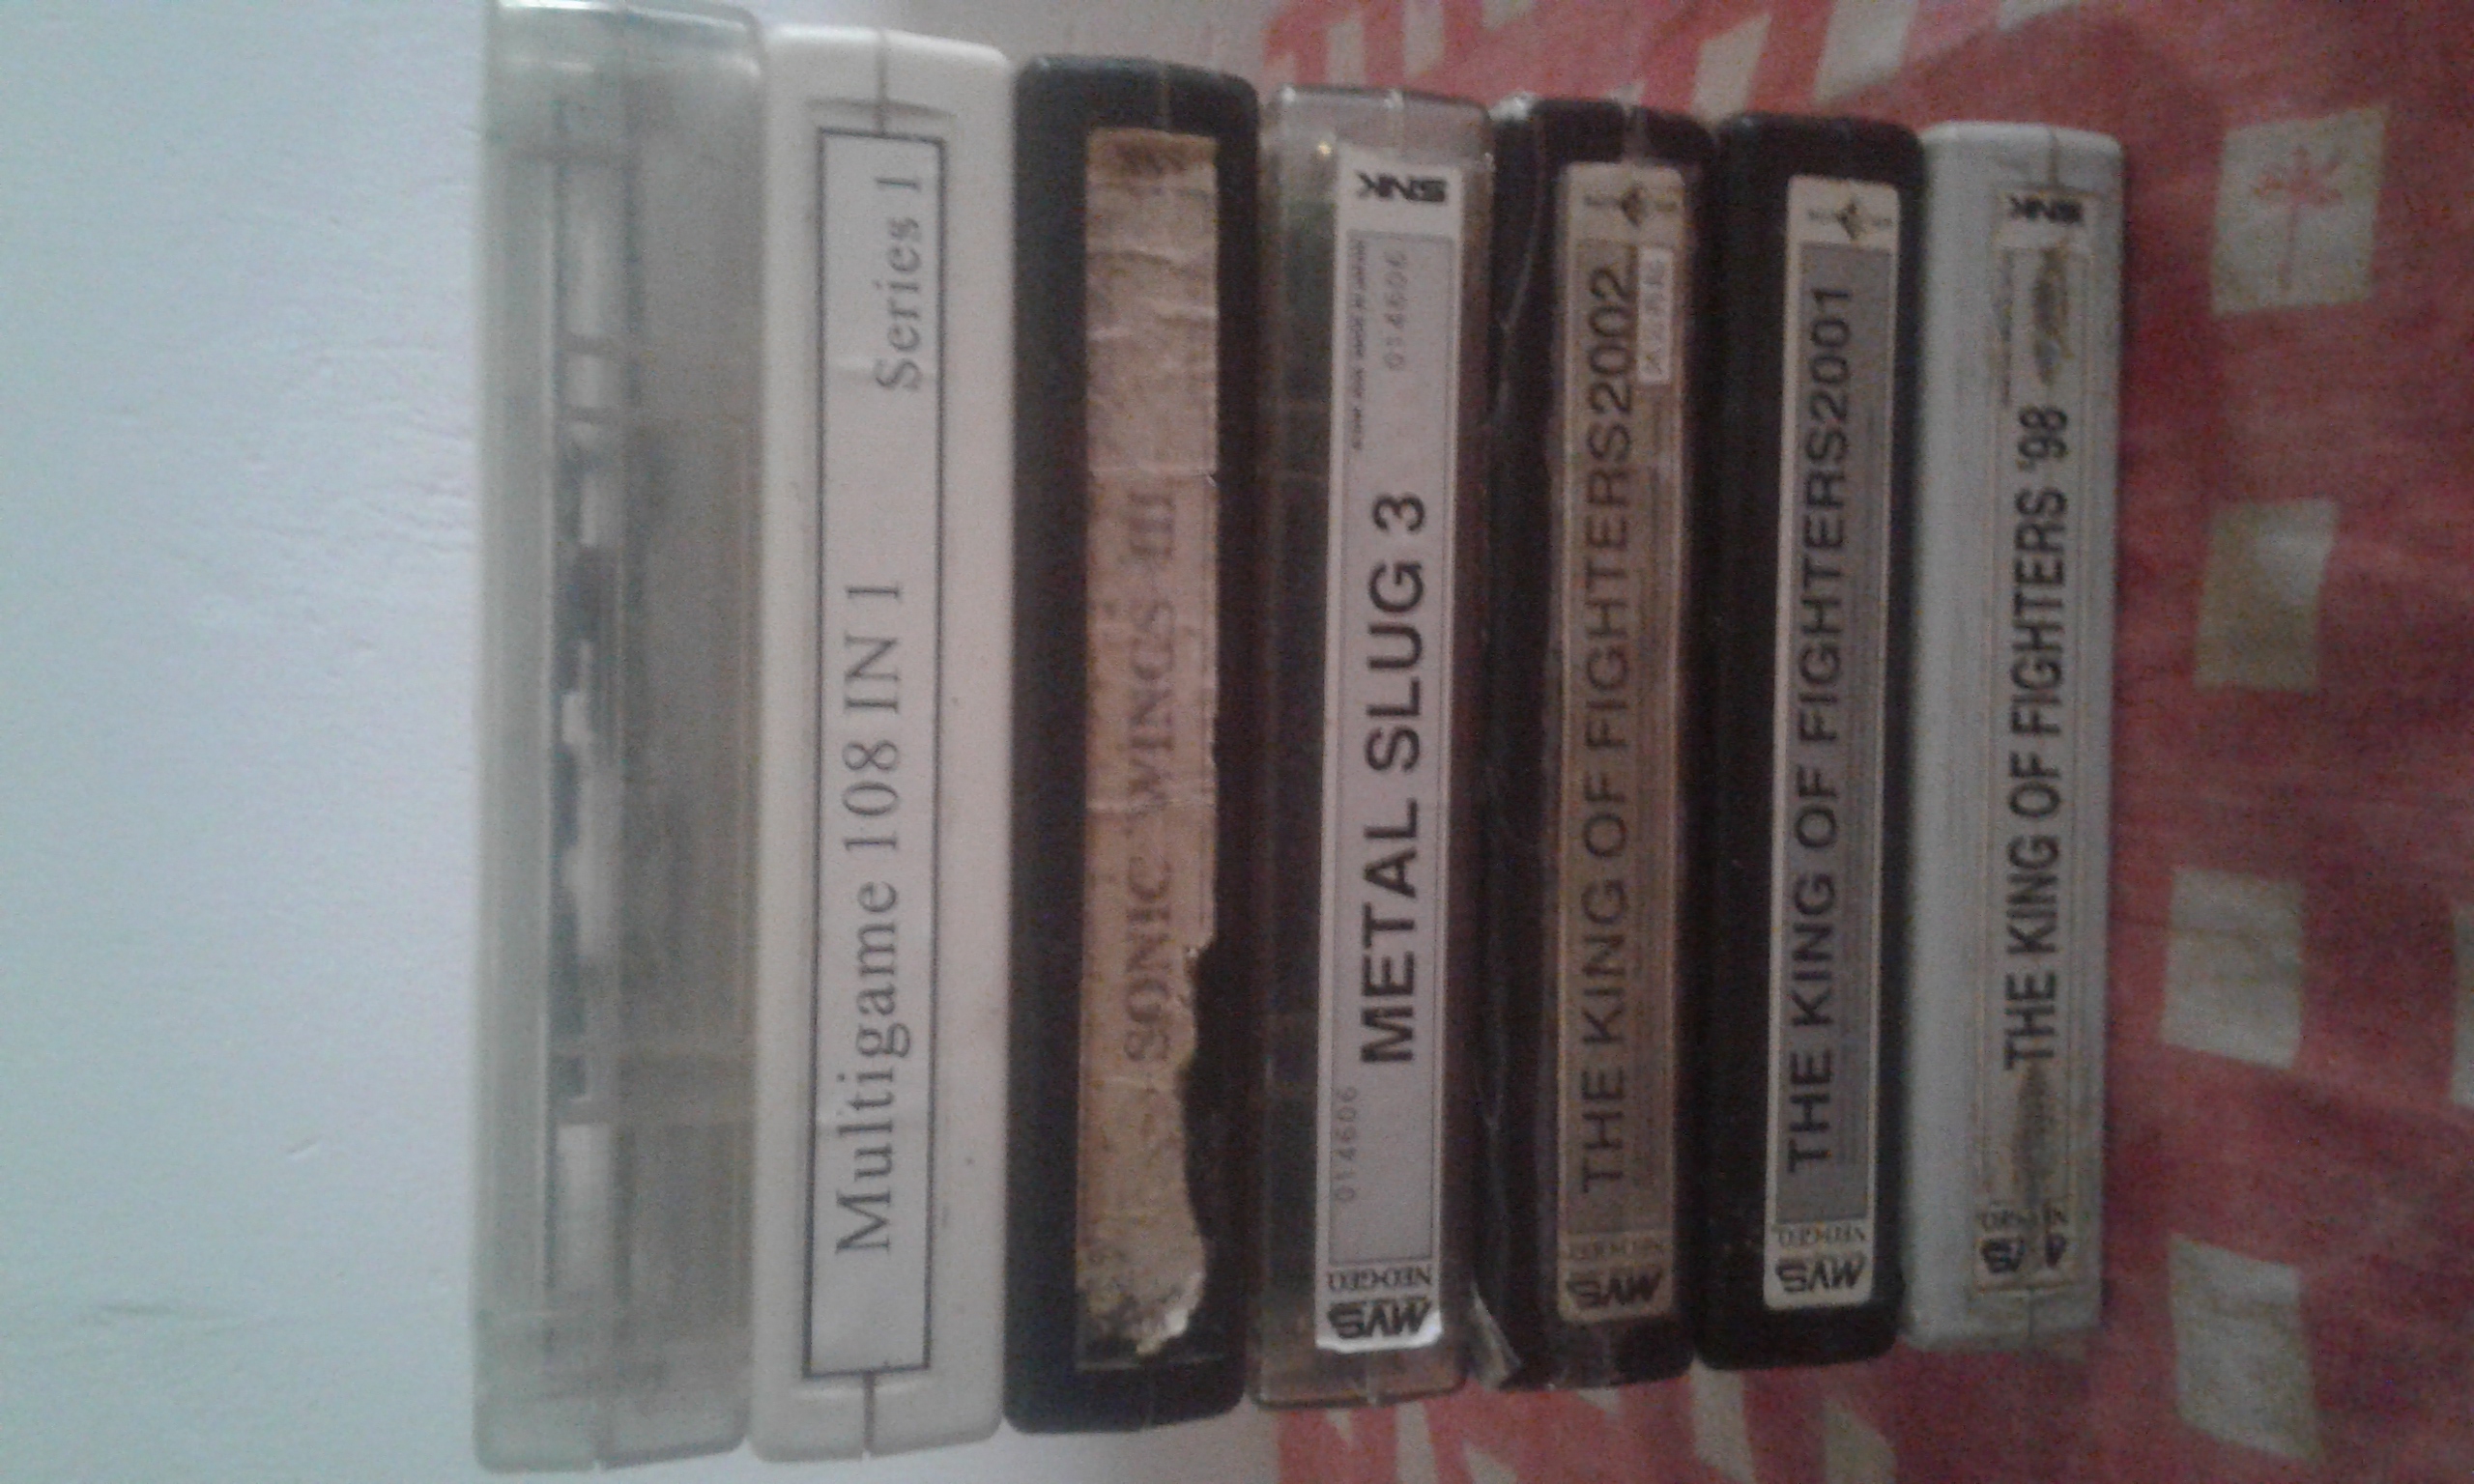 Multigame 108 IN 1
Series 1
SONIC WINGS III
SNK
014606
METAL SLUG 3
014606
NEO·GEO
MVS
THE KING OF FIGHTERS2002
NEO·GEO
MVS
THE KING OF FIGHTERS2001
NEO·GEO
MVS
SNK
THE KING OF FIGHTERS '98